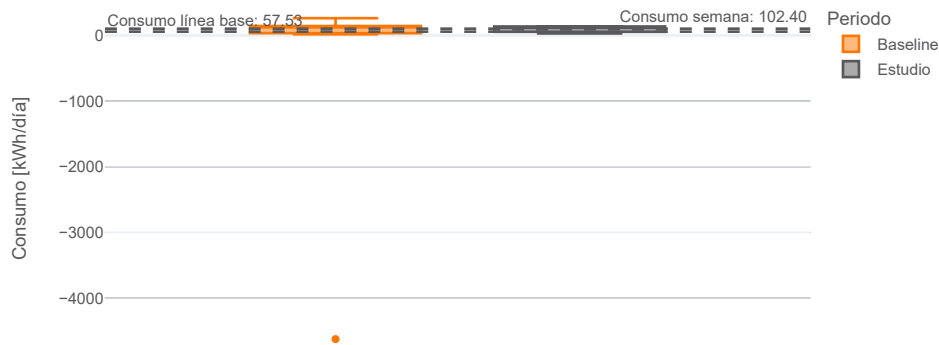 Consumo línea base: 57.53
Consumo semana: 102.40
Periodo
Baseline
Estudio
0
−1000
−2000
−3000
−4000
Consumo [kWh/día]